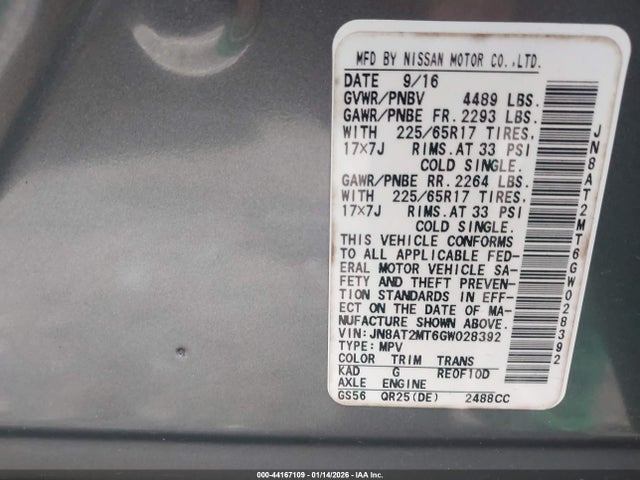 MFD BY NISSAN MOTOR CO.,LTD.
DATE 9/16
GVWR/PNBV 4489 LBS.
GAWR/PNBE FR. 2293 LBS.
WITH 225/65R17 TIRES.
17×7J RIMS. AT 33 PSI
COLD SINGLE.
GAWR/PNBE RR. 2264 LBS.
WITH 225/65R17 TIRES.
17×7J RIMS. AT 33 PSI
COLD SINGLE.
THIS VEHICLE CONFORMS
TO ALL APPLICABLE FED-
ERAL MOTOR VEHICLE SA-
FETY AND THEFT PREVEN-
TION STANDARDS IN EFF-
ECT ON THE DATE OF MA-
NUFACTURE SHOWN ABOVE.
VIN: JN8AT2MT6GW028392
TYPE: MPV
COLOR TRIM TRANS
KAD G RE0F10D
AXLE ENGINE
GS56 QR25(DE) 2488CC
JN8AT2MT6GW028392
000-44167109 - 01/14/2026 - IAA Inc.